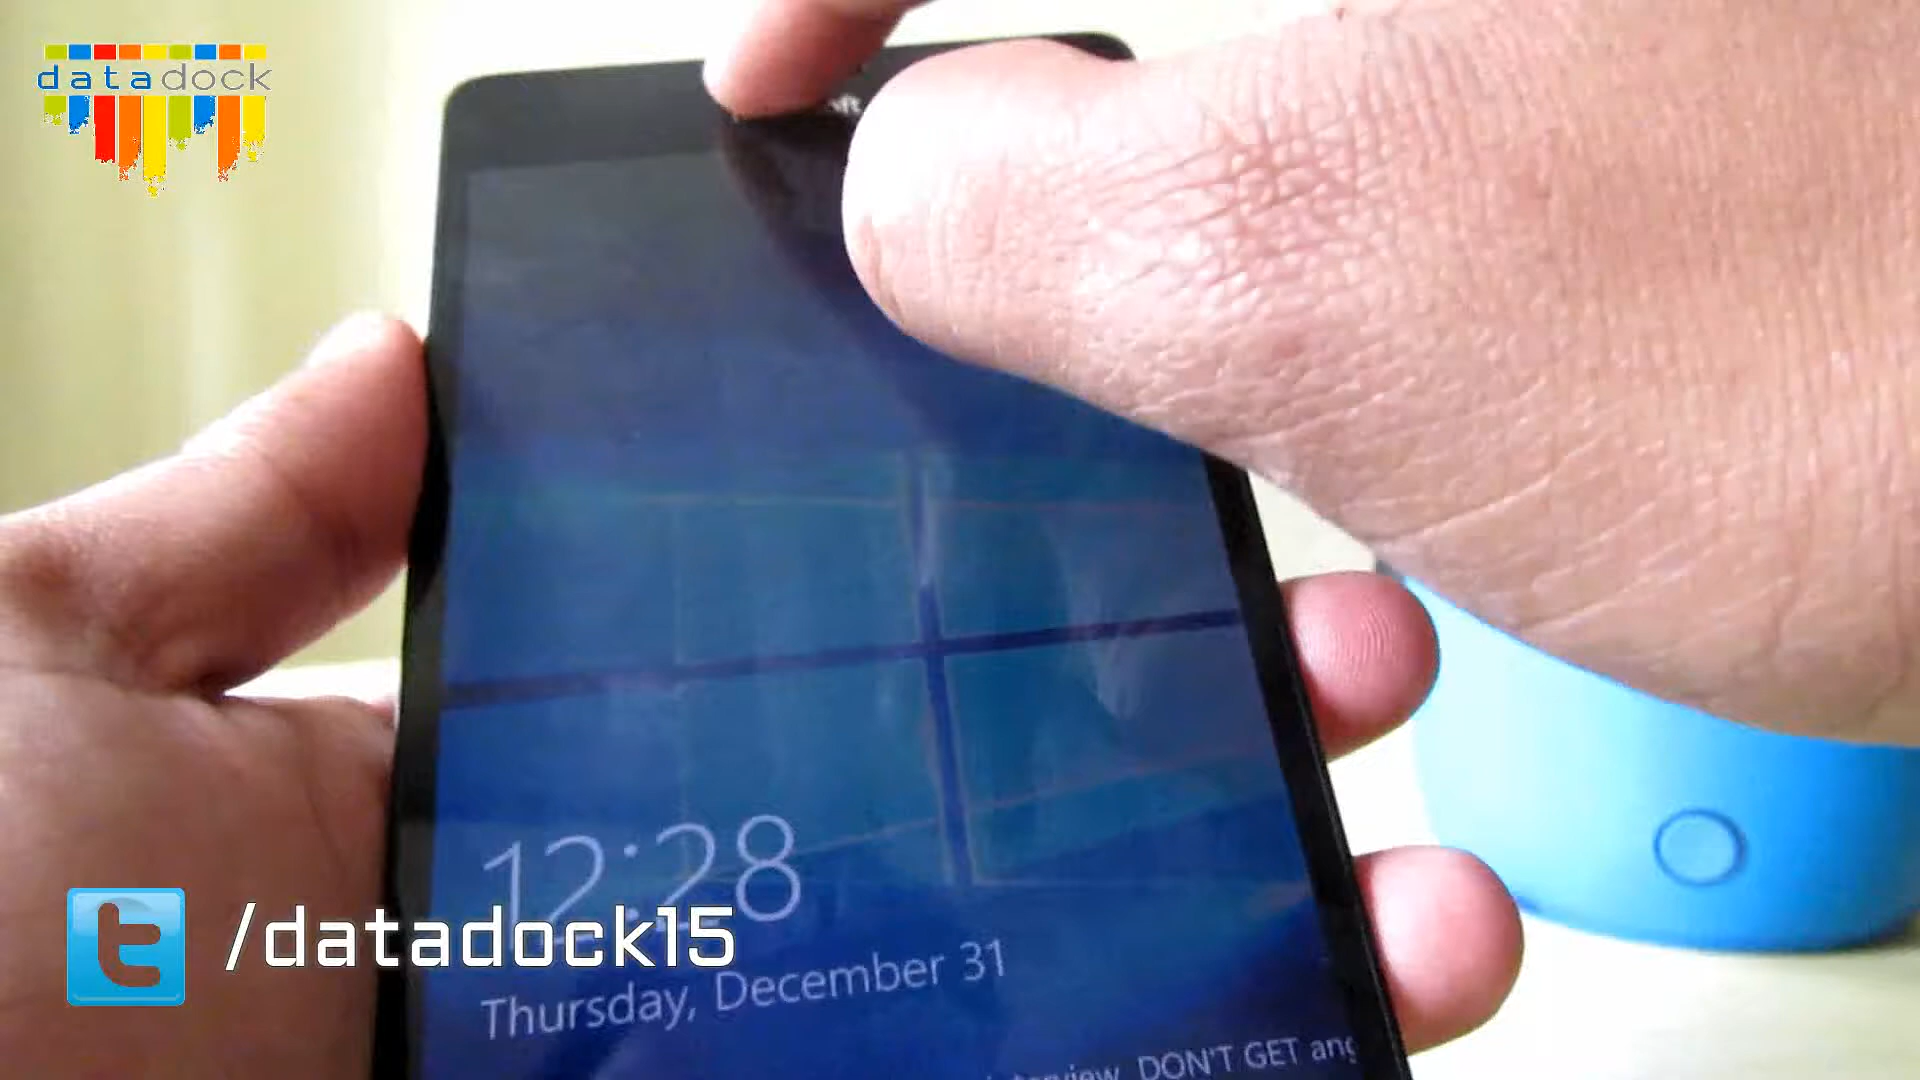 datadock
12:28
/datadock15
Thursday, December 31
DON'T GET